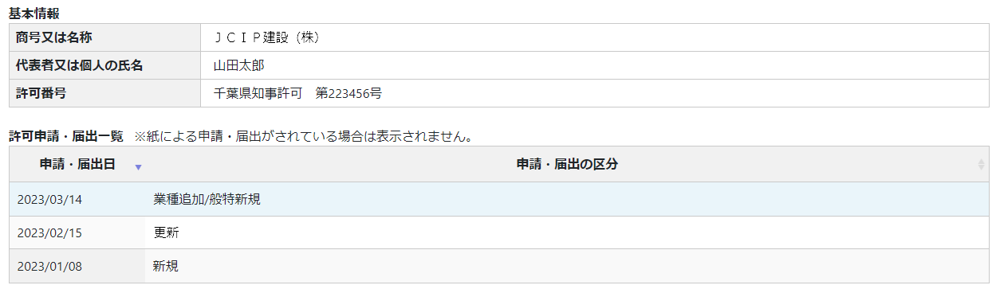 基本情報
商号又は名称 ＪＣＩＰ建設（株）
代表者又は個人の氏名 山田太郎
許可番号 千葉県知事許可　第223456号
許可申請・届出一覧 ※紙による申請・届出がされている場合は表示されません。
申請・届出日 申請・届出の区分
2023/03/14 業種追加/般特新規
2023/02/15 更新
2023/01/08 新規